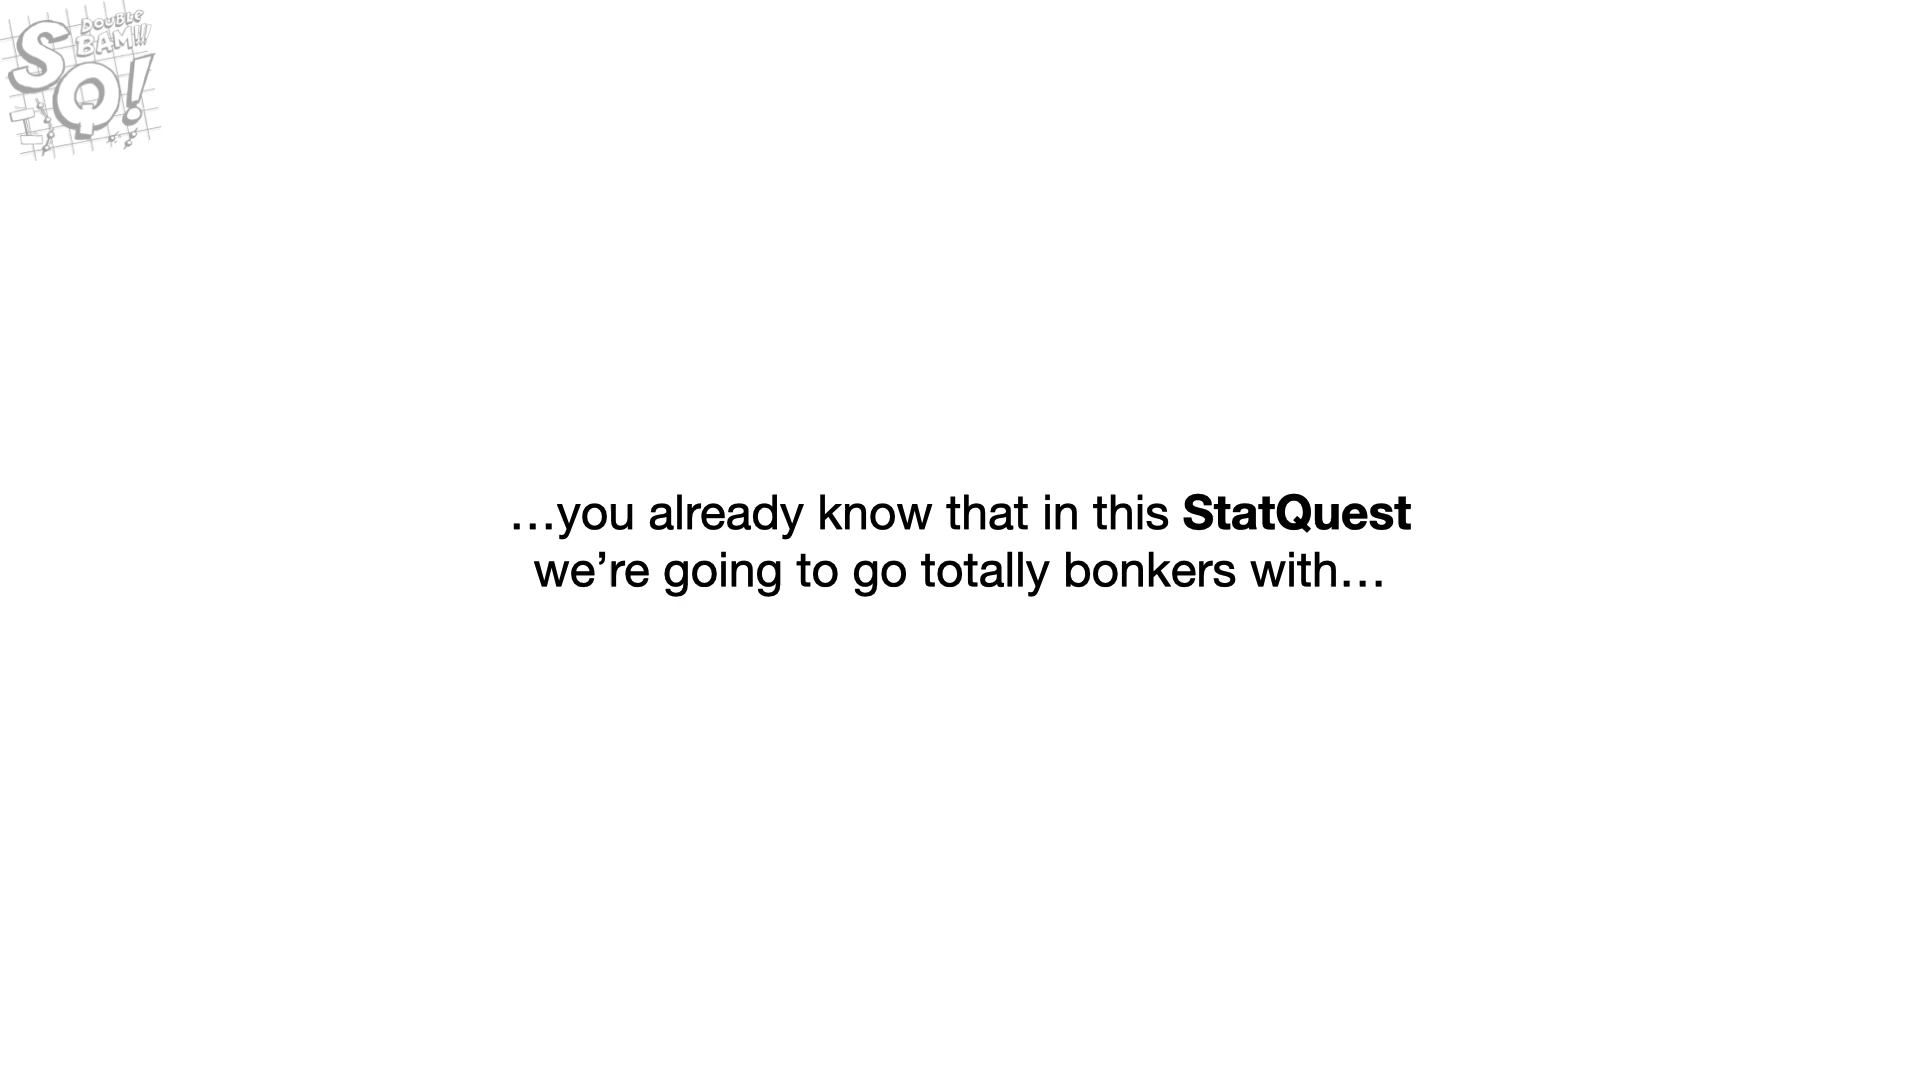 DOUBLE
BAM!!!
SQ!
…you already know that in this StatQuest
we’re going to go totally bonkers with…